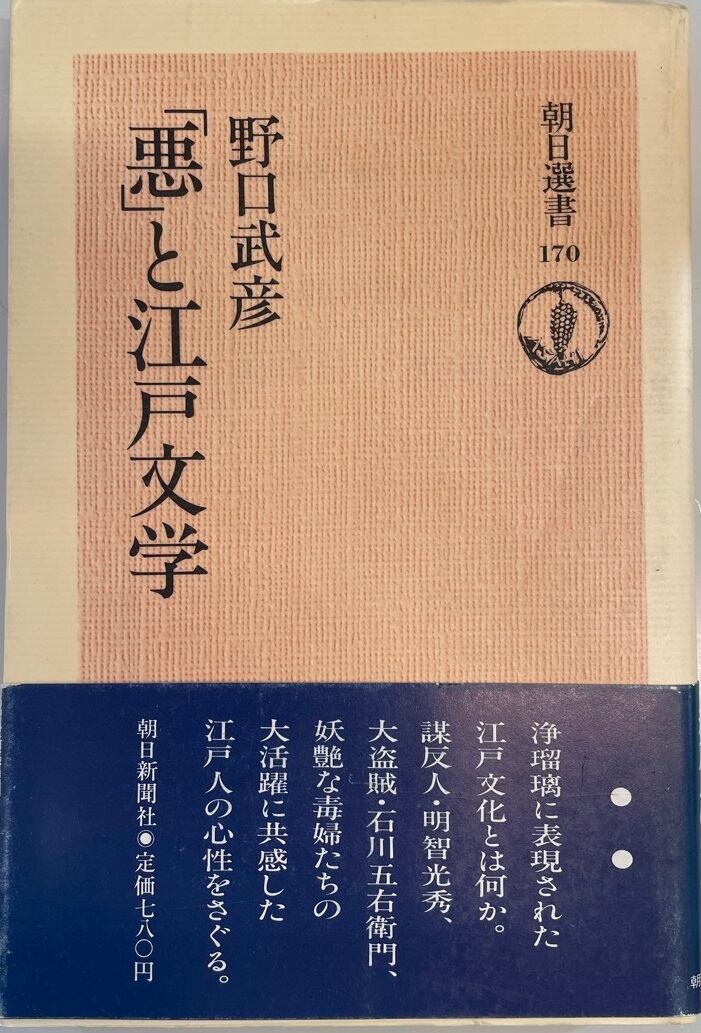 朝日選書
170
野口武彦
「悪」と江戸文学
浄瑠璃に表現された
江戸文化とは何か。
謀反人・明智光秀、
大盗賊・石川五右衛門、
妖艶な毒婦たちの
大活躍に共感した
江戸人の心性をさぐる。
朝日新聞社◉定価七八〇円
朝